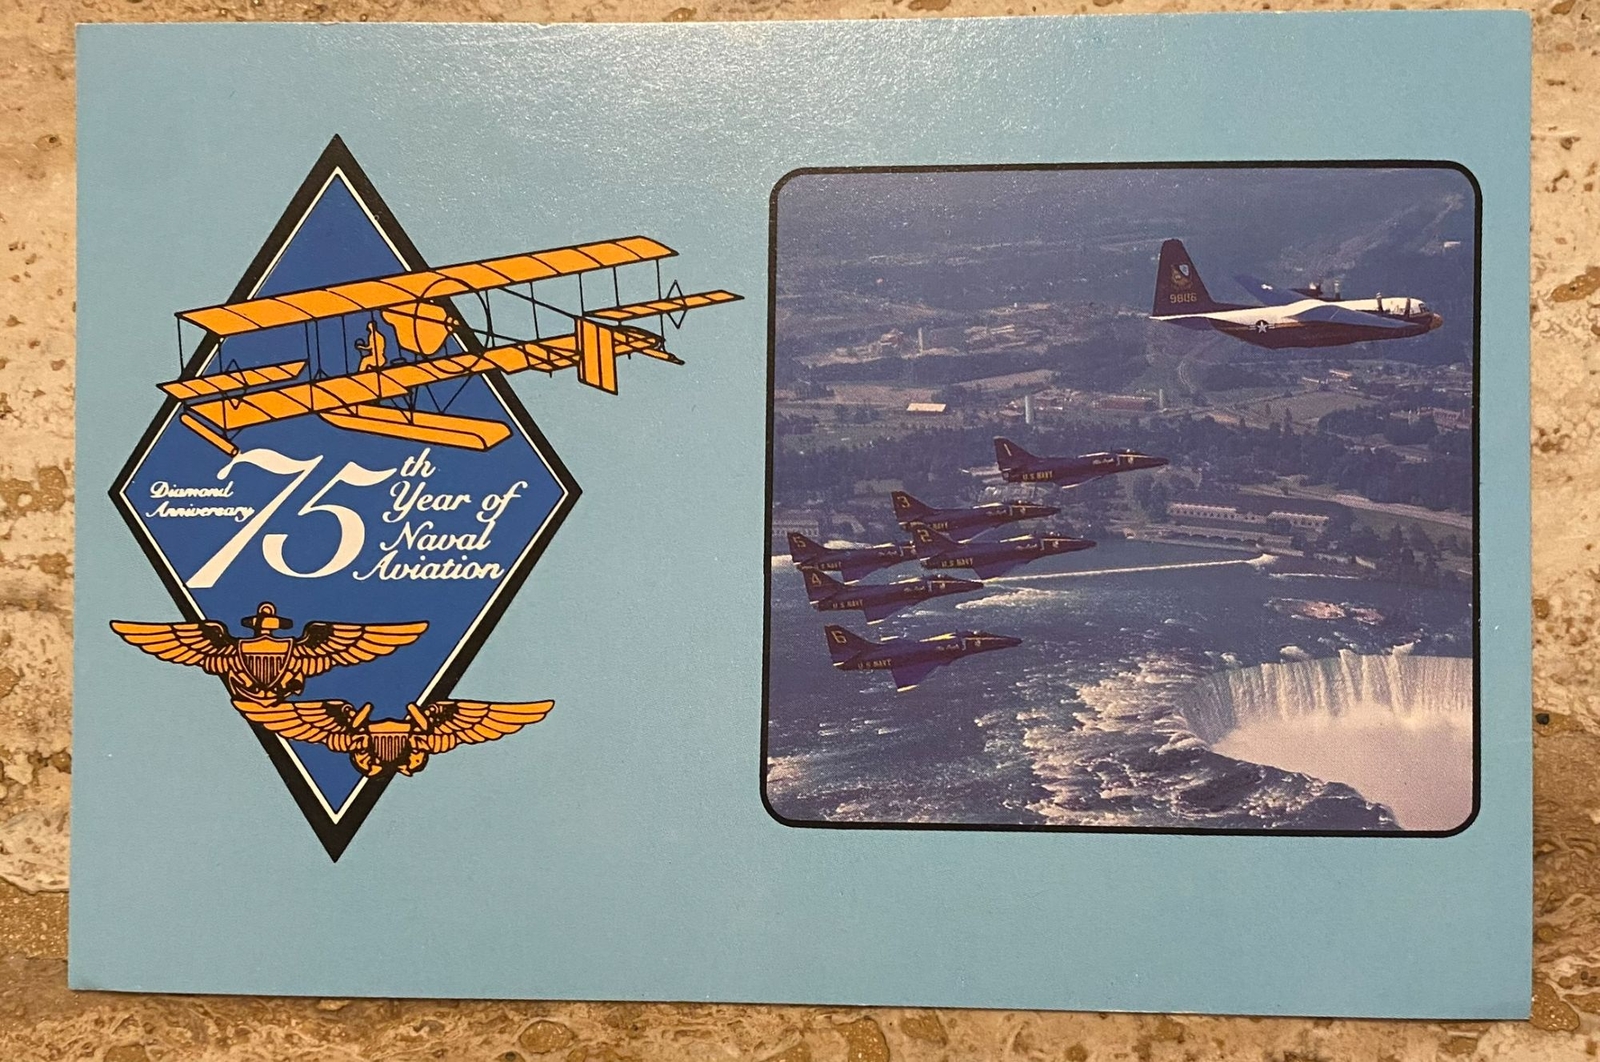 Diamond
Anniversary
75th
Year of
Naval
Aviation
9806
1
U.S. NAVY
3
2
U.S. NAVY
5
U.S. NAVY
4
U.S. NAVY
6
U.S. NAVY